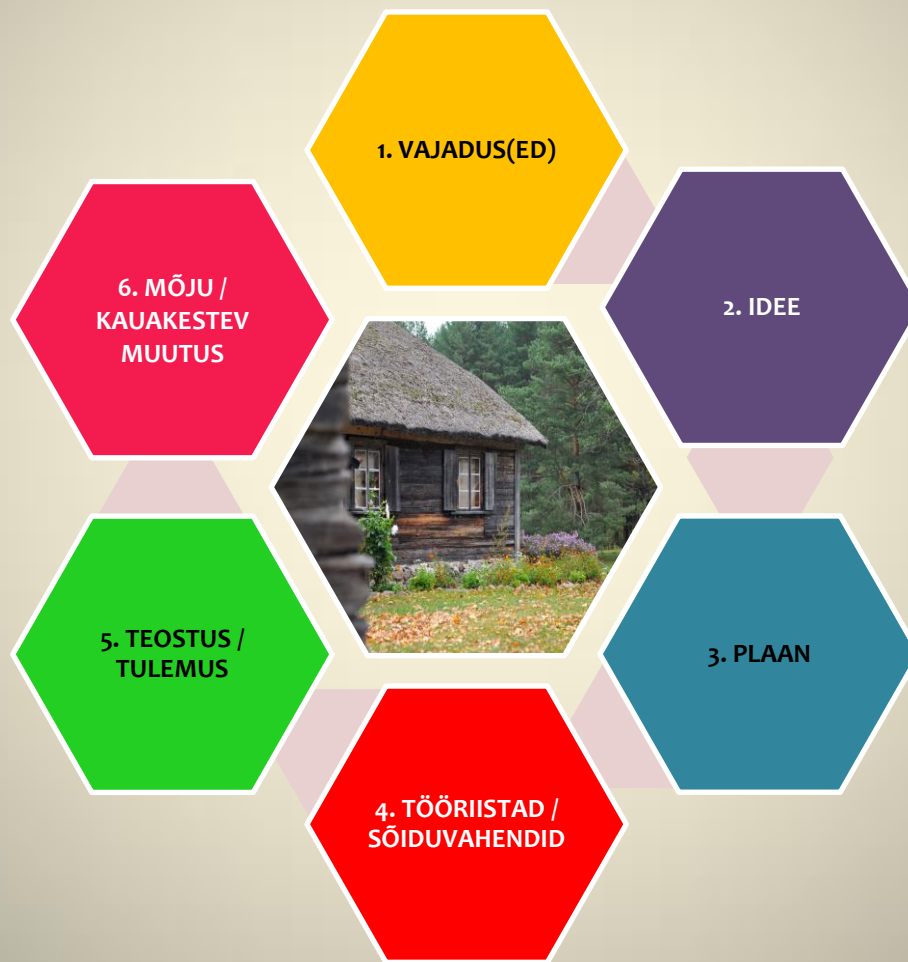 1. VAJADUS(ED)
2. IDEE
3. PLAAN
4. TÖÖRIISTAD /
SÕIDUVAHENDID
5. TEOSTUS /
TULEMUS
6. MÕJU /
KAUAKESTEV
MUUTUS